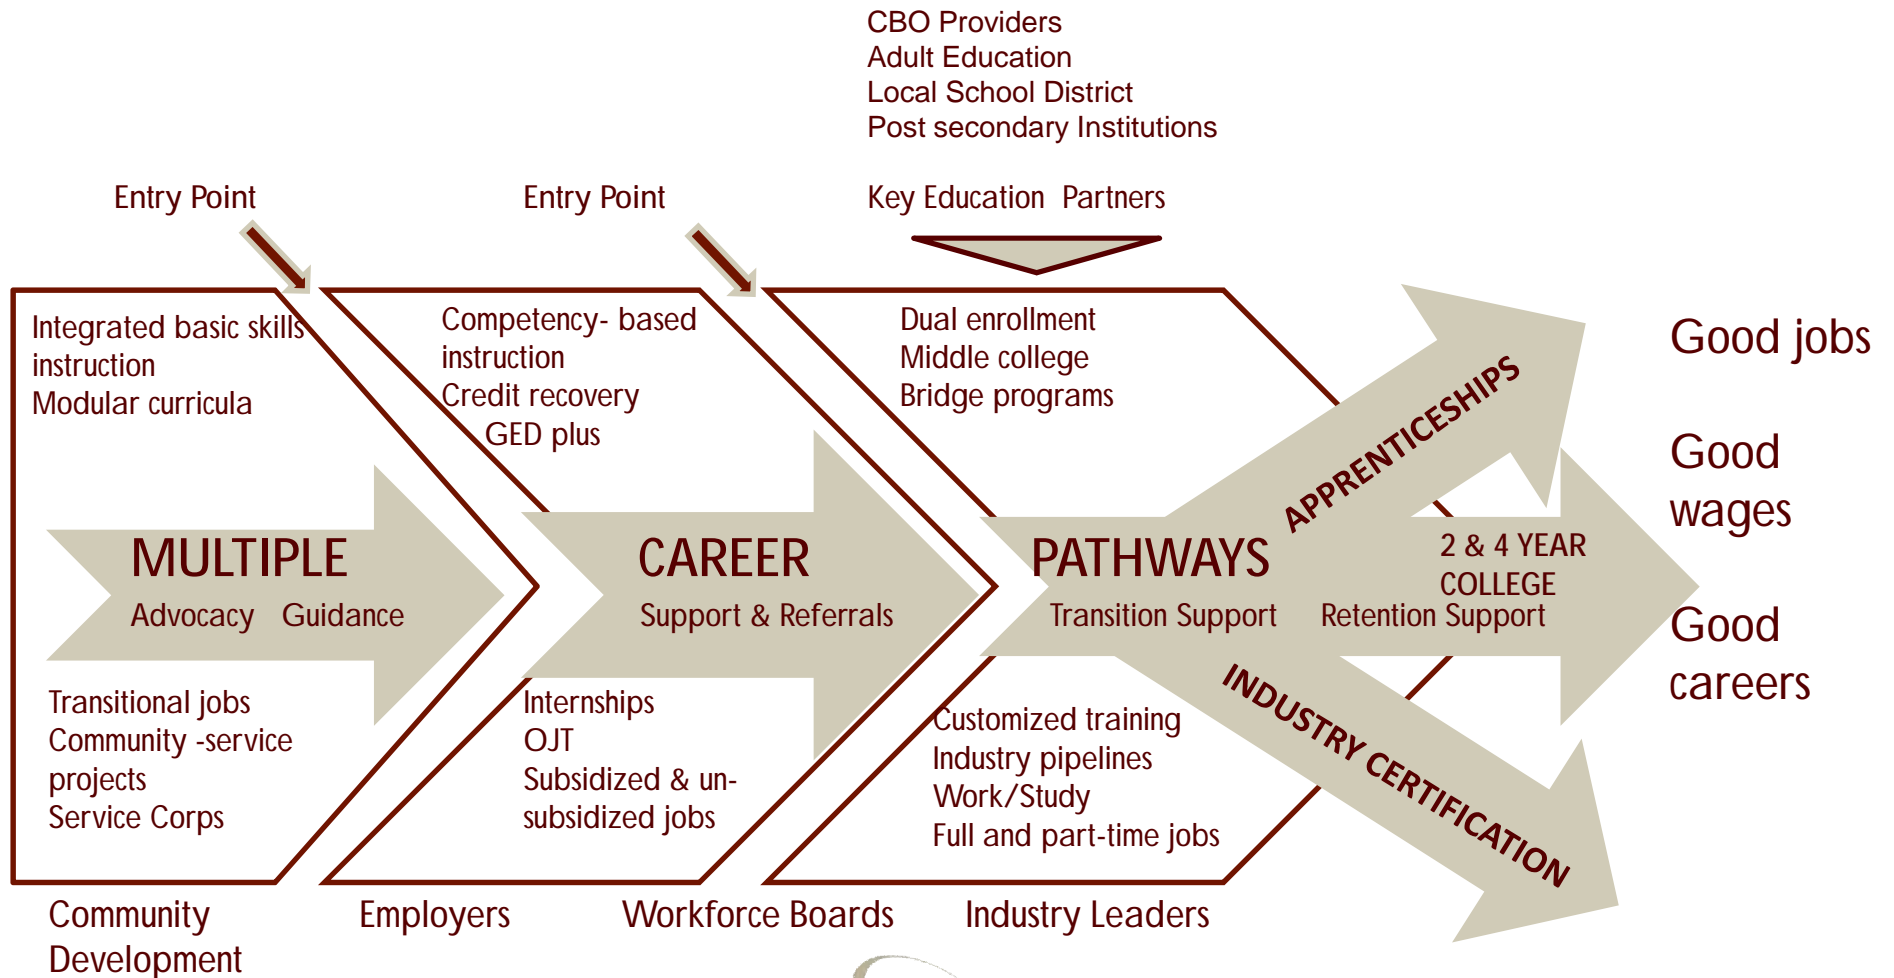 CBO Providers
Adult Education
Local School District
Post secondary Institutions
Entry Point
Entry Point
Key Education Partners
Integrated basic skills
instruction
Modular curricula
Competency- based
instruction
Credit recovery
GED plus
Dual enrollment
Middle college
Bridge programs
MULTIPLE
Advocacy Guidance
CAREER
Support & Referrals
PATHWAYS
Transition Support
Retention Support
APPRENTICESHIPS
2 & 4 YEAR
COLLEGE
INDUSTRY CERTIFICATION
Good jobs
Good
wages
Good
careers
Transitional jobs
Community -service
projects
Service Corps
Internships
OJT
Subsidized & un-
subsidized jobs
Customized training
Industry pipelines
Work/Study
Full and part-time jobs
Community
Development
Employers
Workforce Boards
Industry Leaders